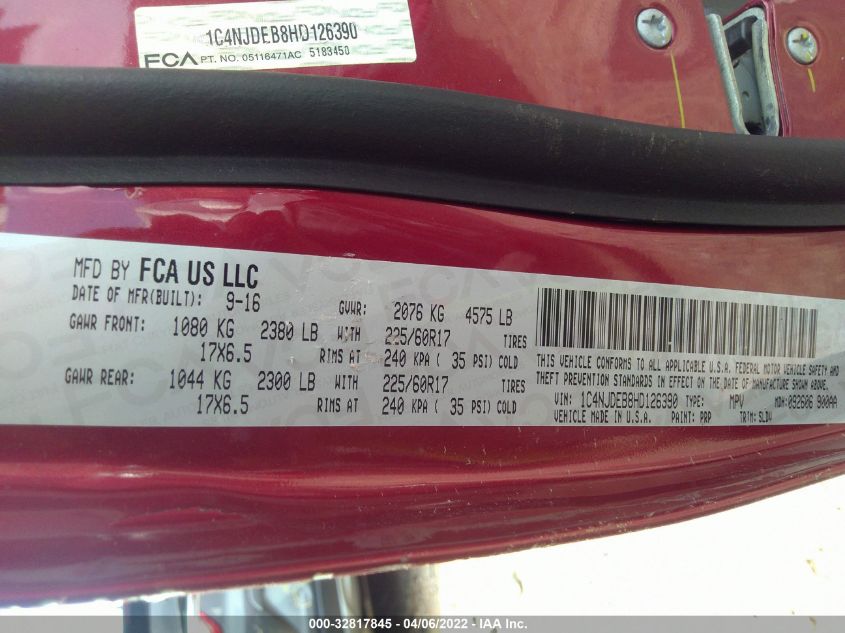 1C4NJDEB8HD126390
FCA PT. NO. 05116471AC 5183450
MFD BY FCA US LLC
DATE OF MFR(BUILT): 9-16 GVWR: 2076 KG 4575 LB
GAWR FRONT: 1080 KG 2380 LB WITH 225/60R17 TIRES
17X6.5 RIMS AT 240 KPA ( 35 PSI) COLD
GAWR REAR: 1044 KG 2300 LB WITH 225/60R17 TIRES
17X6.5 RIMS AT 240 KPA ( 35 PSI) COLD
THIS VEHICLE CONFORMS TO ALL APPLICABLE U.S.A. FEDERAL MOTOR VEHICLE SAFETY AND
THEFT PREVENTION STANDARDS IN EFFECT ON THE DATE OF MANUFACTURE SHOWN ABOVE.
VIN: 1C4NJDEB8HD126390 TYPE: MPV MDH: 092606 900AA
VEHICLE MADE IN U.S.A. PAINT: PRP TRIM: SLDV
000-32817845 - 04/06/2022 - IAA Inc.